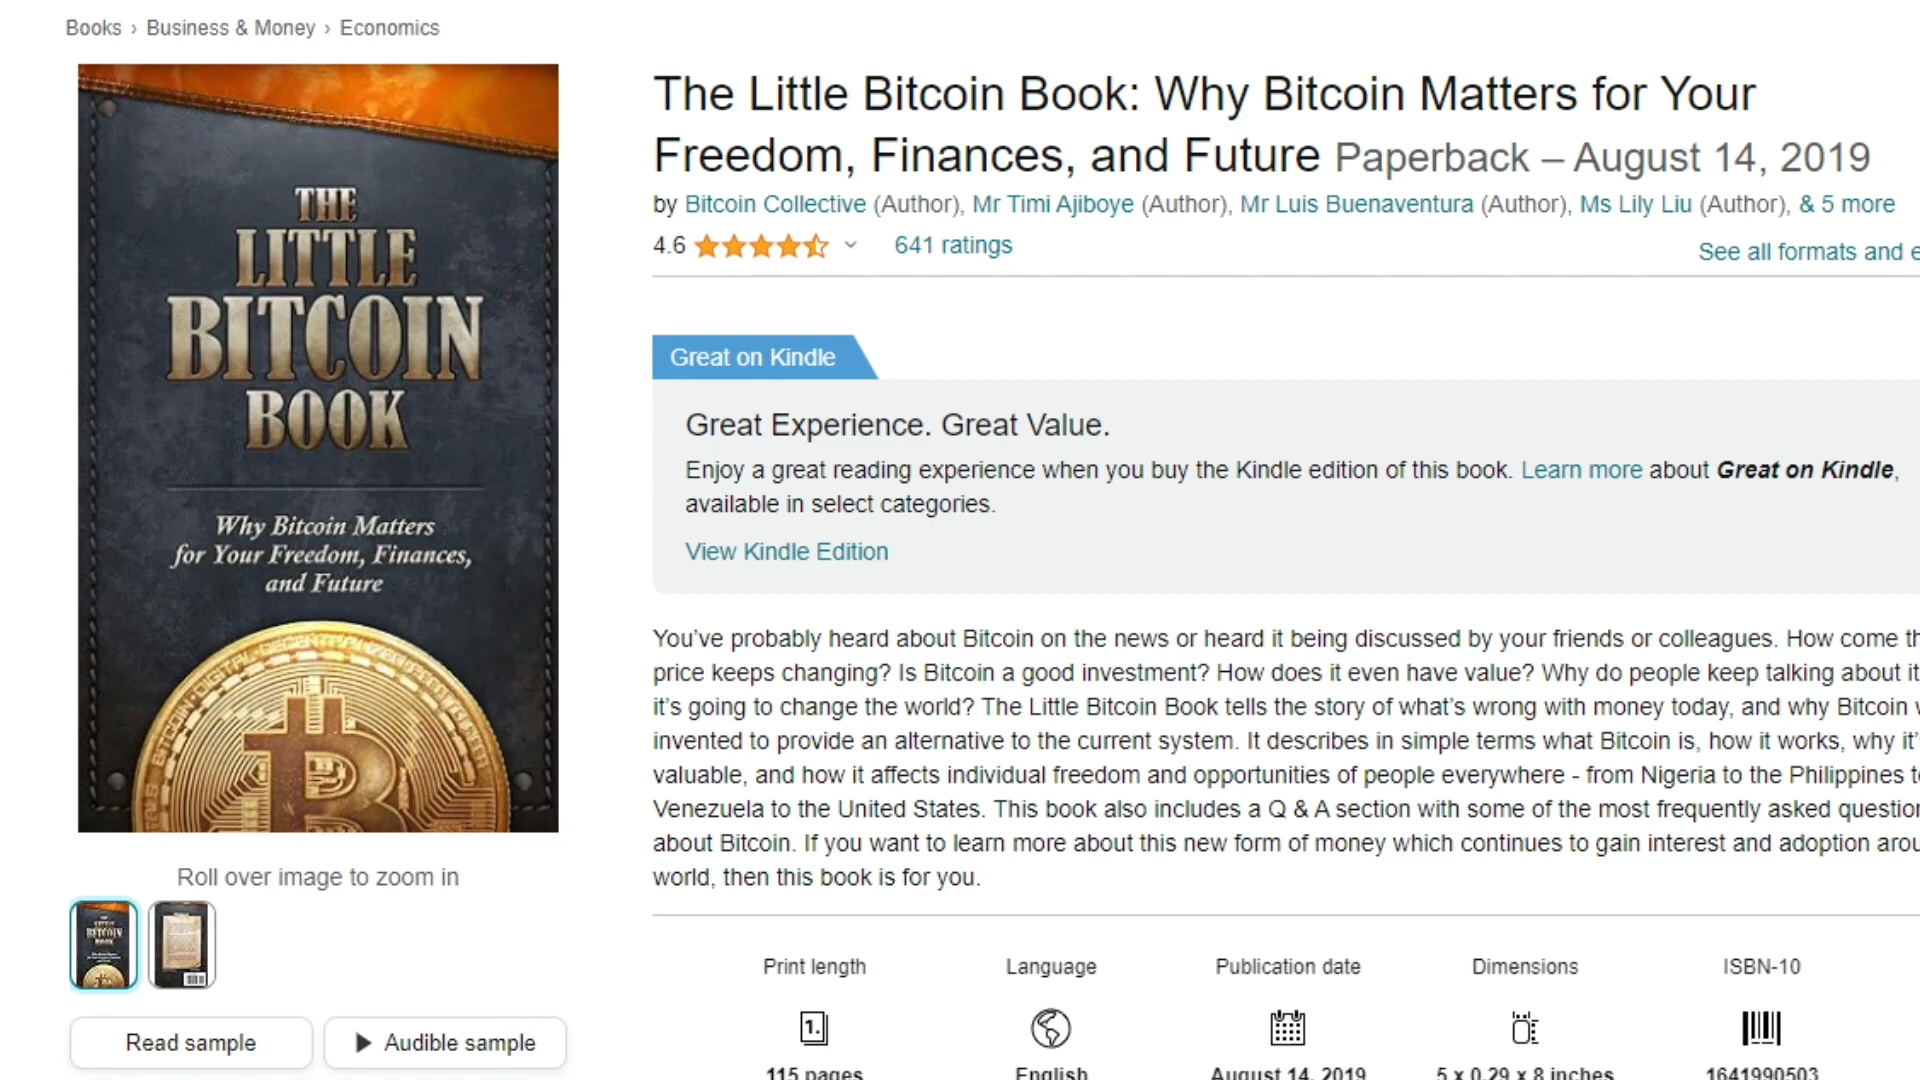 Books › Business & Money › Economics
THE
LITTLE
BITCOIN
BOOK
Why Bitcoin Matters
for Your Freedom, Finances,
and Future
Roll over image to zoom in
Read sample
Audible sample
The Little Bitcoin Book: Why Bitcoin Matters for Your
Freedom, Finances, and Future Paperback – August 14, 2019
by Bitcoin Collective (Author), Mr Timi Ajiboye (Author), Mr Luis Buenaventura (Author), Ms Lily Liu (Author), & 5 more
4.6 641 ratings
See all formats and e
Great on Kindle
Great Experience. Great Value.
Enjoy a great reading experience when you buy the Kindle edition of this book. Learn more about Great on Kindle,
available in select categories.
View Kindle Edition
You’ve probably heard about Bitcoin on the news or heard it being discussed by your friends or colleagues. How come th
price keeps changing? Is Bitcoin a good investment? How does it even have value? Why do people keep talking about it
it’s going to change the world? The Little Bitcoin Book tells the story of what’s wrong with money today, and why Bitcoin
invented to provide an alternative to the current system. It describes in simple terms what Bitcoin is, how it works, why it’
valuable, and how it affects individual freedom and opportunities of people everywhere - from Nigeria to the Philippines t
Venezuela to the United States. This book also includes a Q & A section with some of the most frequently asked question
about Bitcoin. If you want to learn more about this new form of money which continues to gain interest and adoption arou
world, then this book is for you.
Print length Language Publication date Dimensions ISBN-10
115 pages English August 14, 2019 5 x 0.29 x 8 inches 1641990503